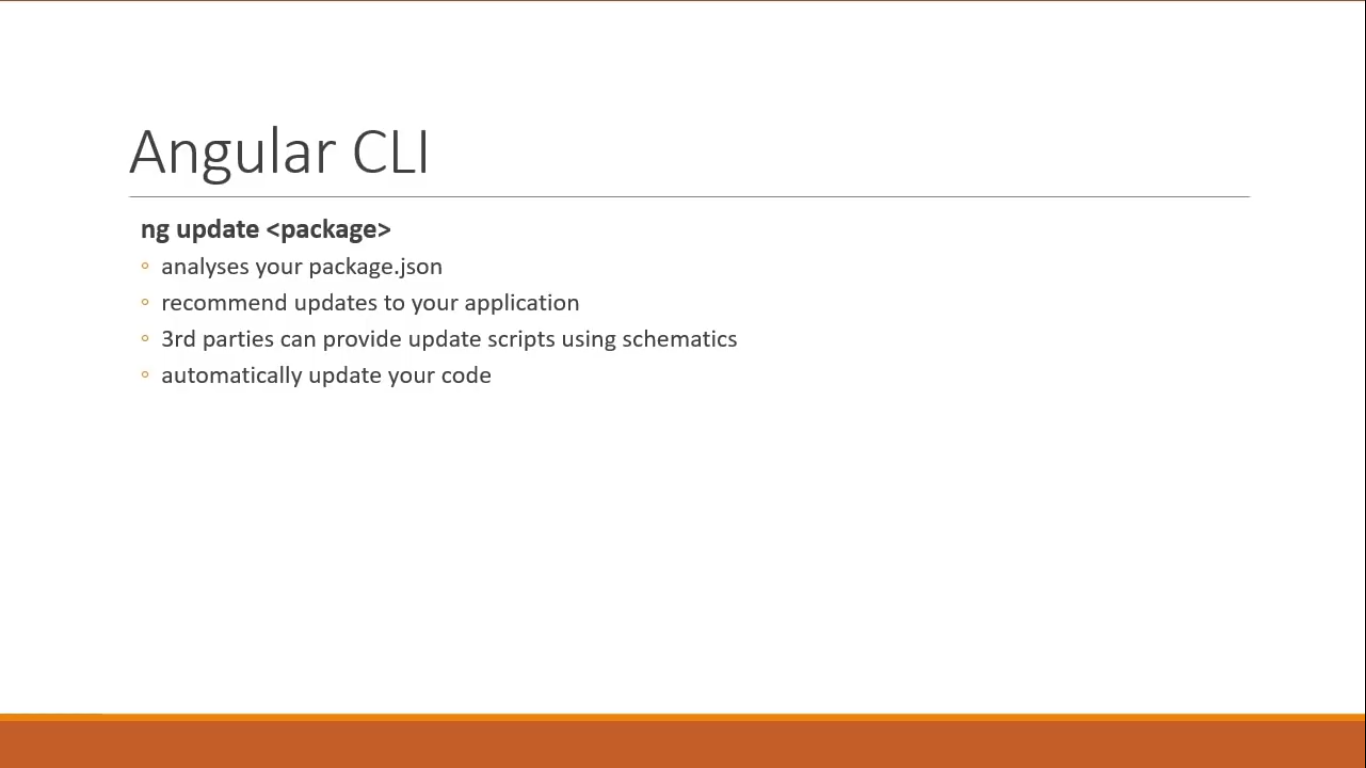 Angular CLI
ng update <package>
◦ analyses your package.json
◦ recommend updates to your application
◦ 3rd parties can provide update scripts using schematics
◦ automatically update your code